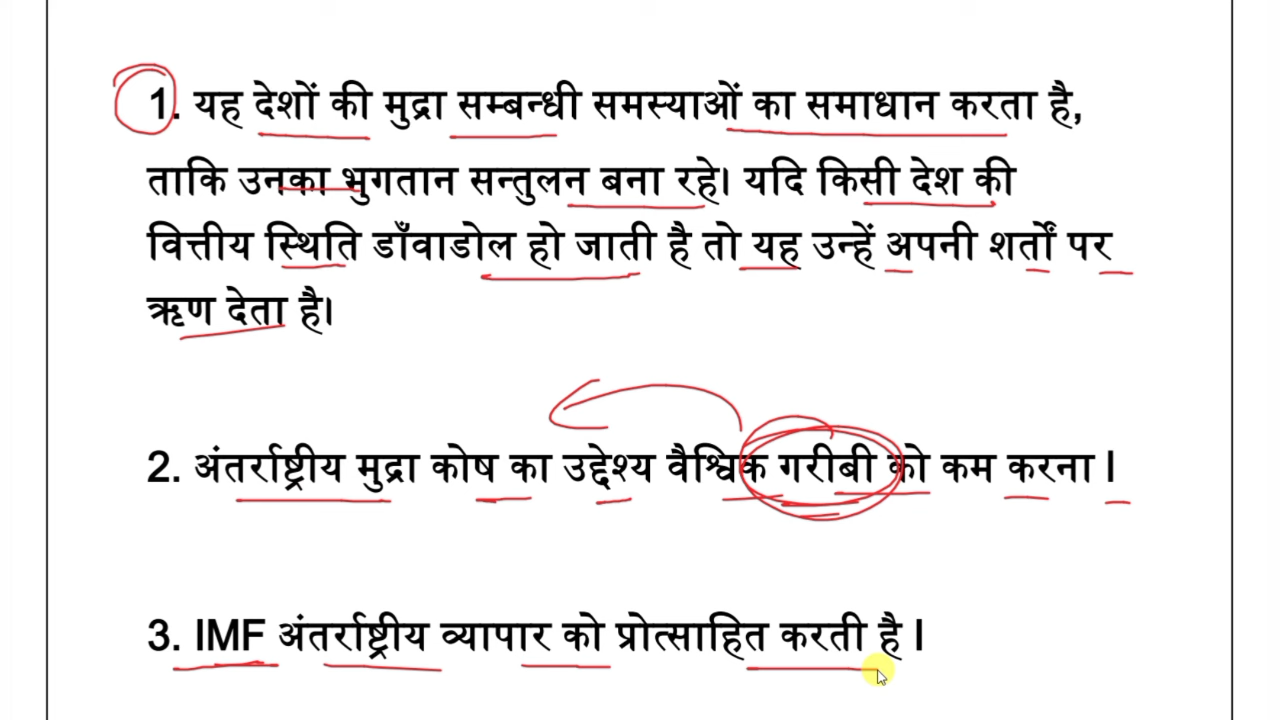 1. यह देशों की मुद्रा सम्बन्धी समस्याओं का समाधान करता है,
ताकि उनका भुगतान सन्तुलन बना रहे। यदि किसी देश की
वित्तीय स्थिति डाँवाडोल हो जाती है तो यह उन्हें अपनी शर्तों पर
ऋण देता है।
2. अंतर्राष्ट्रीय मुद्रा कोष का उद्देश्य वैश्विक गरीबी को कम करना I
3. IMF अंतर्राष्ट्रीय व्यापार को प्रोत्साहित करती है I